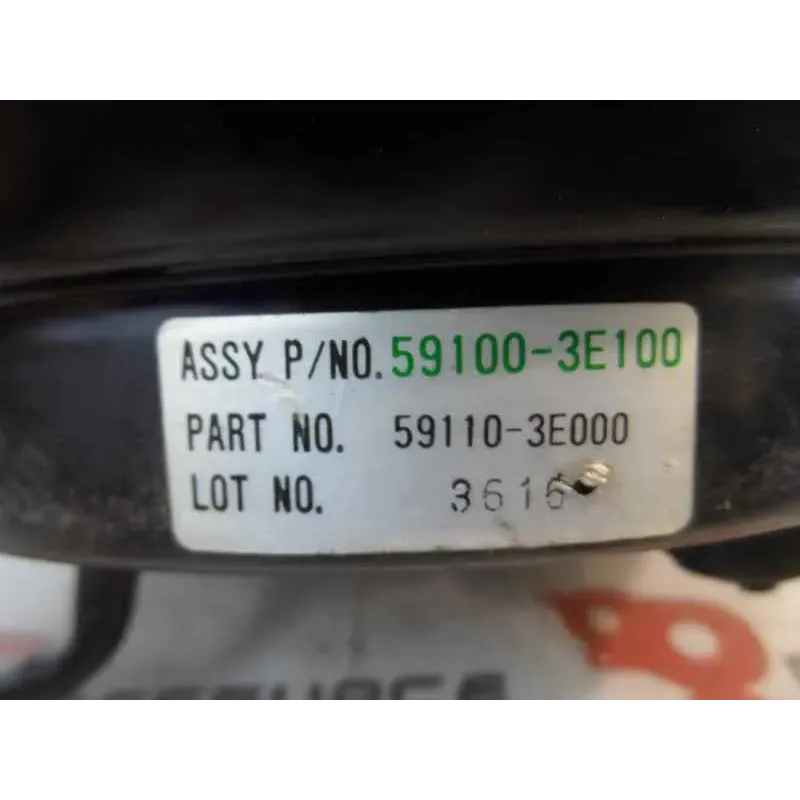 ASSY P/NO. 59100-3E100
PART NO. 59110-3E000
LOT NO. 3616